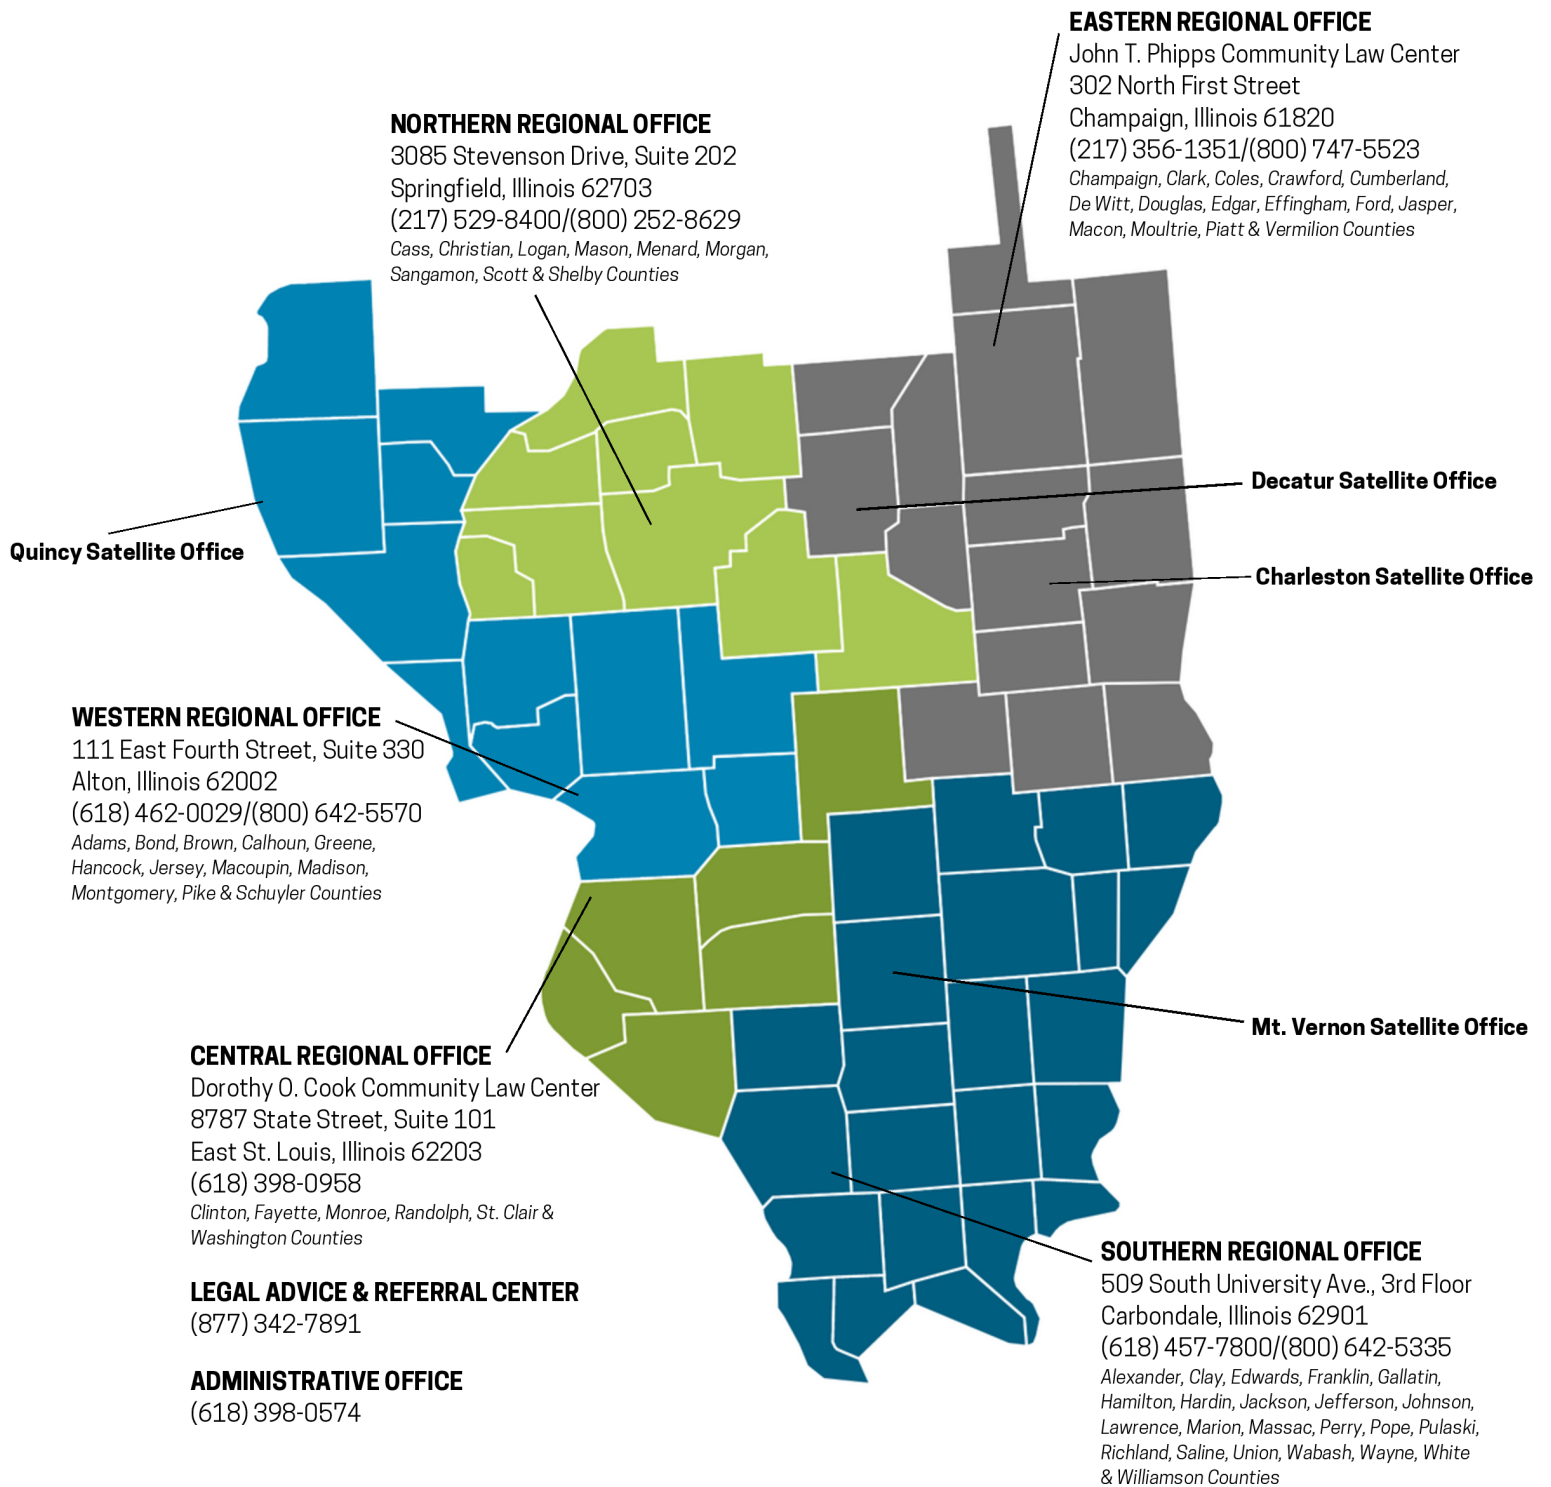 EASTERN REGIONAL OFFICE
John T. Phipps Community Law Center
302 North First Street
Champaign, Illinois 61820
(217) 356-1351/(800) 747-5523
Champaign, Clark, Coles, Crawford, Cumberland,
De Witt, Douglas, Edgar, Effingham, Ford, Jasper,
Macon, Moultrie, Piatt & Vermilion Counties
NORTHERN REGIONAL OFFICE
3085 Stevenson Drive, Suite 202
Springfield, Illinois 62703
(217) 529-8400/(800) 252-8629
Cass, Christian, Logan, Mason, Menard, Morgan,
Sangamon, Scott & Shelby Counties
Decatur Satellite Office
Quincy Satellite Office
Charleston Satellite Office
WESTERN REGIONAL OFFICE
111 East Fourth Street, Suite 330
Alton, Illinois 62002
(618) 462-0029/(800) 642-5570
Adams, Bond, Brown, Calhoun, Greene,
Hancock, Jersey, Macoupin, Madison,
Montgomery, Pike & Schuyler Counties
Mt. Vernon Satellite Office
CENTRAL REGIONAL OFFICE
Dorothy O. Cook Community Law Center
8787 State Street, Suite 101
East St. Louis, Illinois 62203
(618) 398-0958
Clinton, Fayette, Monroe, Randolph, St. Clair &
Washington Counties
LEGAL ADVICE & REFERRAL CENTER
(877) 342-7891
ADMINISTRATIVE OFFICE
(618) 398-0574
SOUTHERN REGIONAL OFFICE
509 South University Ave., 3rd Floor
Carbondale, Illinois 62901
(618) 457-7800/(800) 642-5335
Alexander, Clay, Edwards, Franklin, Gallatin,
Hamilton, Hardin, Jackson, Jefferson, Johnson,
Lawrence, Marion, Massac, Perry, Pope, Pulaski,
Richland, Saline, Union, Wabash, Wayne, White
& Williamson Counties